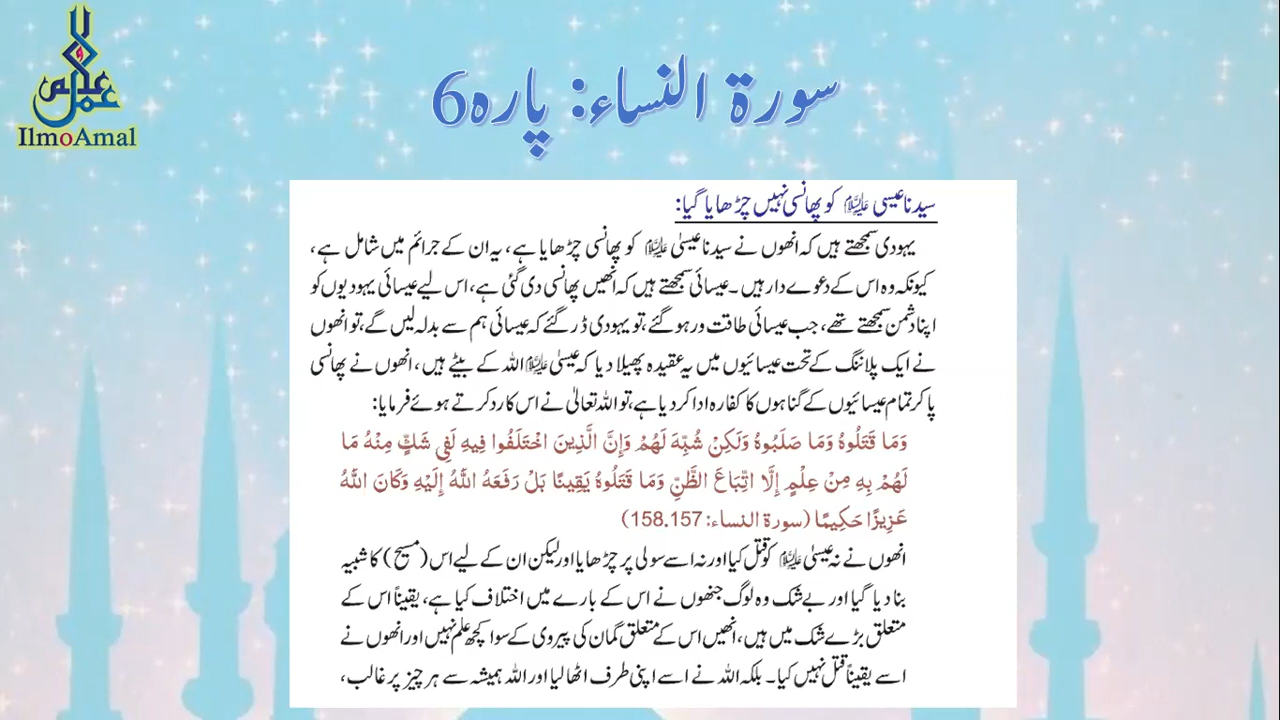 علم عمل
IlmoAmal
سورۃ النساء: پارہ 6
سیدنا عیسی علیہ السلام کو پھانسی نہیں چڑھایا گیا:
یہودی سمجھتے ہیں کہ انھوں نے سیدنا عیسیٰ علیہ السلام کو پھانسی چڑھایا ہے، یہ ان کے جرائم میں شامل ہے،
کیونکہ وہ اس کے دعوے دار ہیں۔ عیسائی سمجھتے ہیں کہ انھیں پھانسی دی گئی ہے، اس لیے عیسائی یہودیوں کو
اپنا دشمن سمجھتے تھے، جب عیسائی طاقت ور ہو گئے، تو یہودی ڈر گئے کہ عیسائی ہم سے بدلہ لیں گے، تو انھوں
نے ایک پلاننگ کے تحت عیسائیوں میں یہ عقیدہ پھیلا دیا کہ عیسیٰ علیہ السلام اللہ کے بیٹے ہیں، انھوں نے پھانسی
پا کر تمام عیسائیوں کے گناہوں کا کفارہ ادا کر دیا ہے، تو اللہ تعالیٰ نے اس کا رد کرتے ہوئے فرمایا:
وَمَا قَتَلُوهُ وَمَا صَلَبُوهُ وَلَكِنْ شُبِّهَ لَهُمْ وَإِنَّ الَّذِينَ اخْتَلَفُوا فِيهِ لَفِي شَكٍّ مِنْهُ مَا
لَهُمْ بِهِ مِنْ عِلْمٍ إِلَّا اتِّبَاعَ الظَّنِّ وَمَا قَتَلُوهُ يَقِينًا بَلْ رَفَعَهُ اللَّهُ إِلَيْهِ وَكَانَ اللَّهُ
عَزِيزًا حَكِيمًا (سورۃ النساء: 158.157)
انھوں نے نہ عیسیٰ علیہ السلام کو قتل کیا اور نہ اسے سولی پر چڑھایا اور لیکن ان کے لیے اس (مسیح) کا شبیہ
بنا دیا گیا اور بے شک وہ لوگ جنھوں نے اس کے بارے میں اختلاف کیا ہے، یقیناً اس کے
متعلق بڑے شک میں ہیں، انھیں اس کے متعلق گمان کی پیروی کے سوا کچھ علم نہیں اور انھوں نے
اسے یقیناً قتل نہیں کیا۔ بلکہ اللہ نے اسے اپنی طرف اٹھا لیا اور اللہ ہمیشہ سے ہر چیز پر غالب،